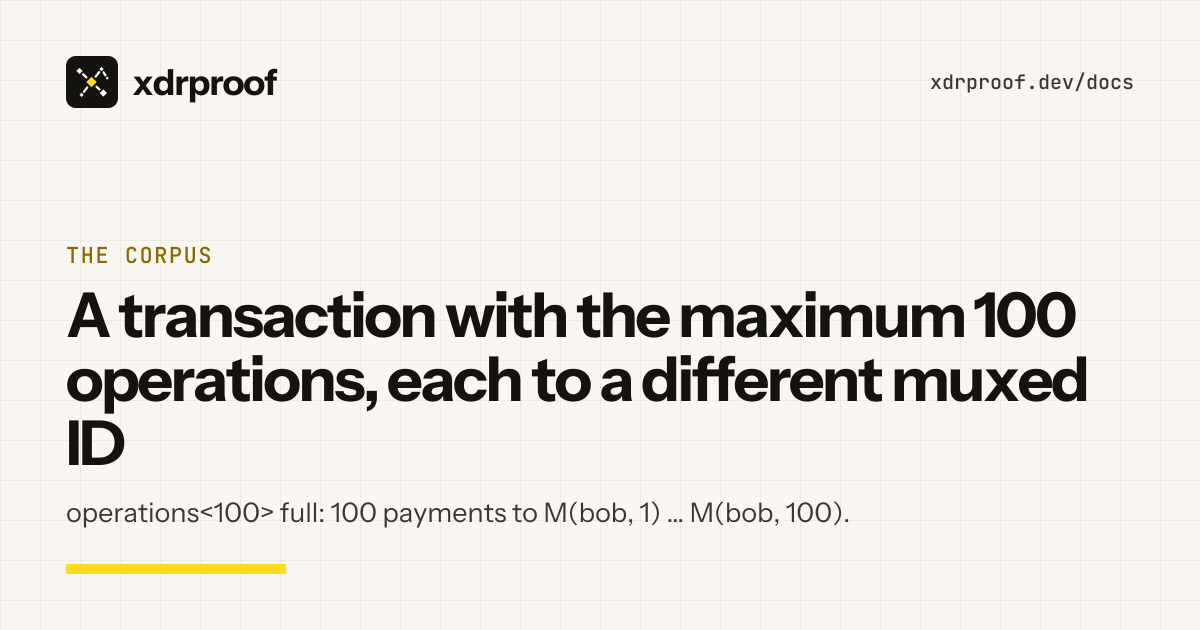 xdrproof
xdrproof.dev/docs
THE CORPUS
A transaction with the maximum 100
operations, each to a different muxed
ID
operations<100> full: 100 payments to M(bob, 1) … M(bob, 100).